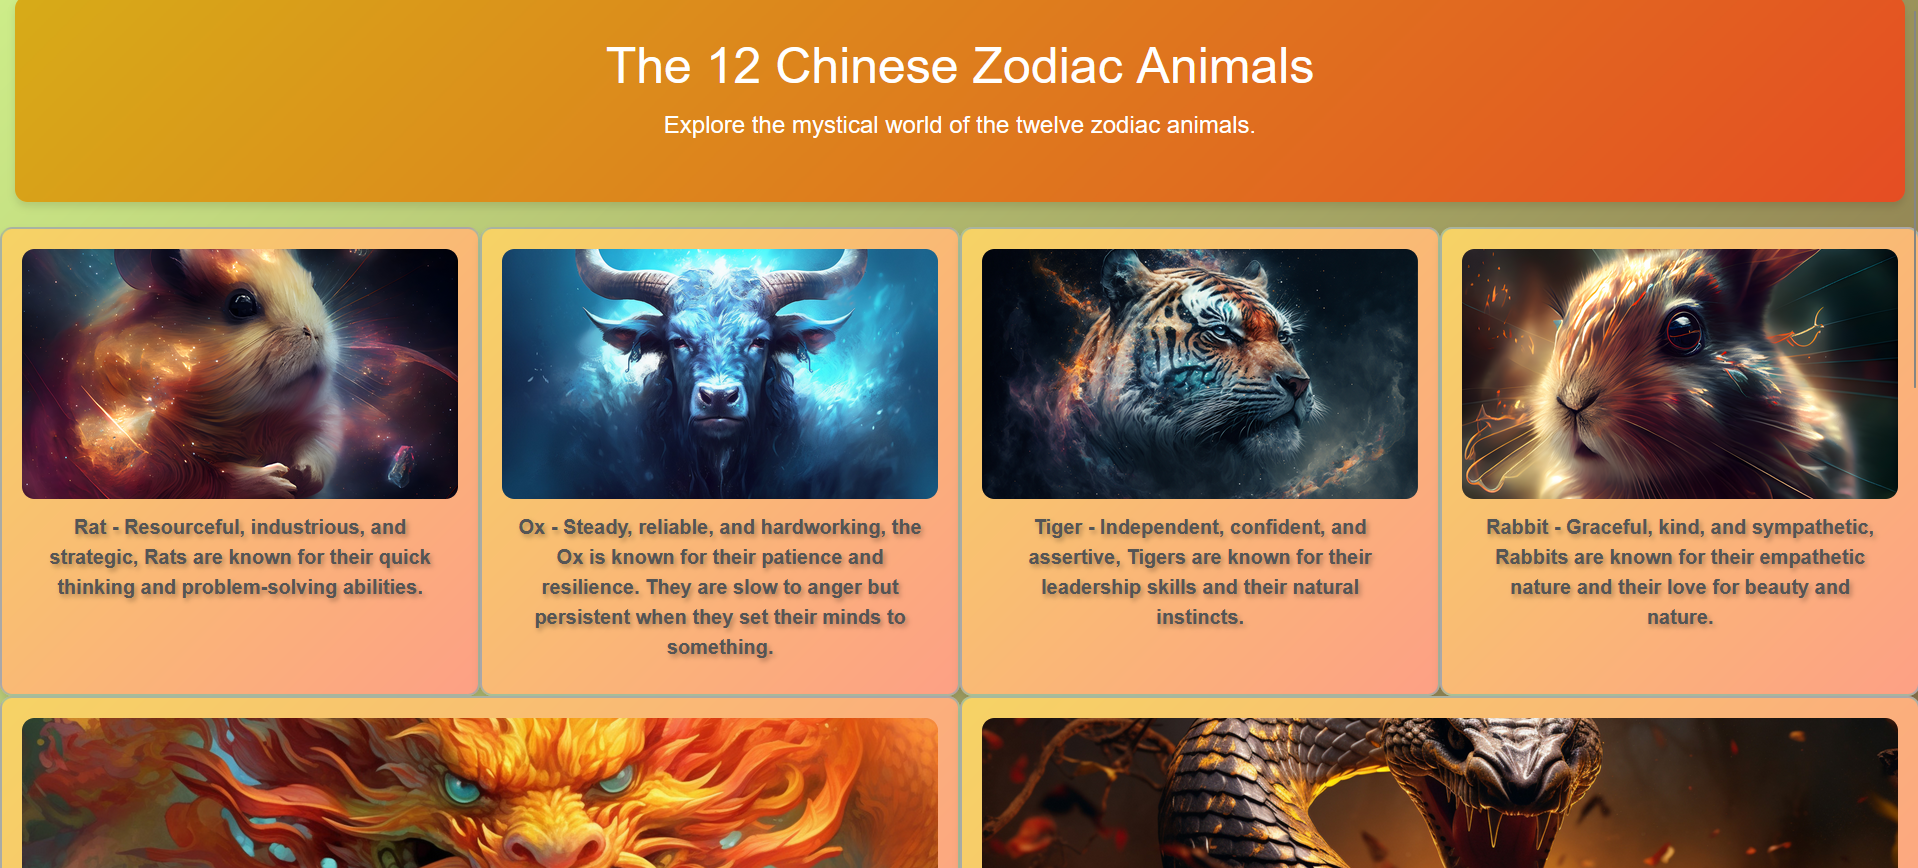 The 12 Chinese Zodiac Animals
Explore the mystical world of the twelve zodiac animals.
Rat - Resourceful, industrious, and
strategic, Rats are known for their quick
thinking and problem-solving abilities.
Ox - Steady, reliable, and hardworking, the
Ox is known for their patience and
resilience. They are slow to anger but
persistent when they set their minds to
something.
Tiger - Independent, confident, and
assertive, Tigers are known for their
leadership skills and their natural
instincts.
Rabbit - Graceful, kind, and sympathetic,
Rabbits are known for their empathetic
nature and their love for beauty and
nature.